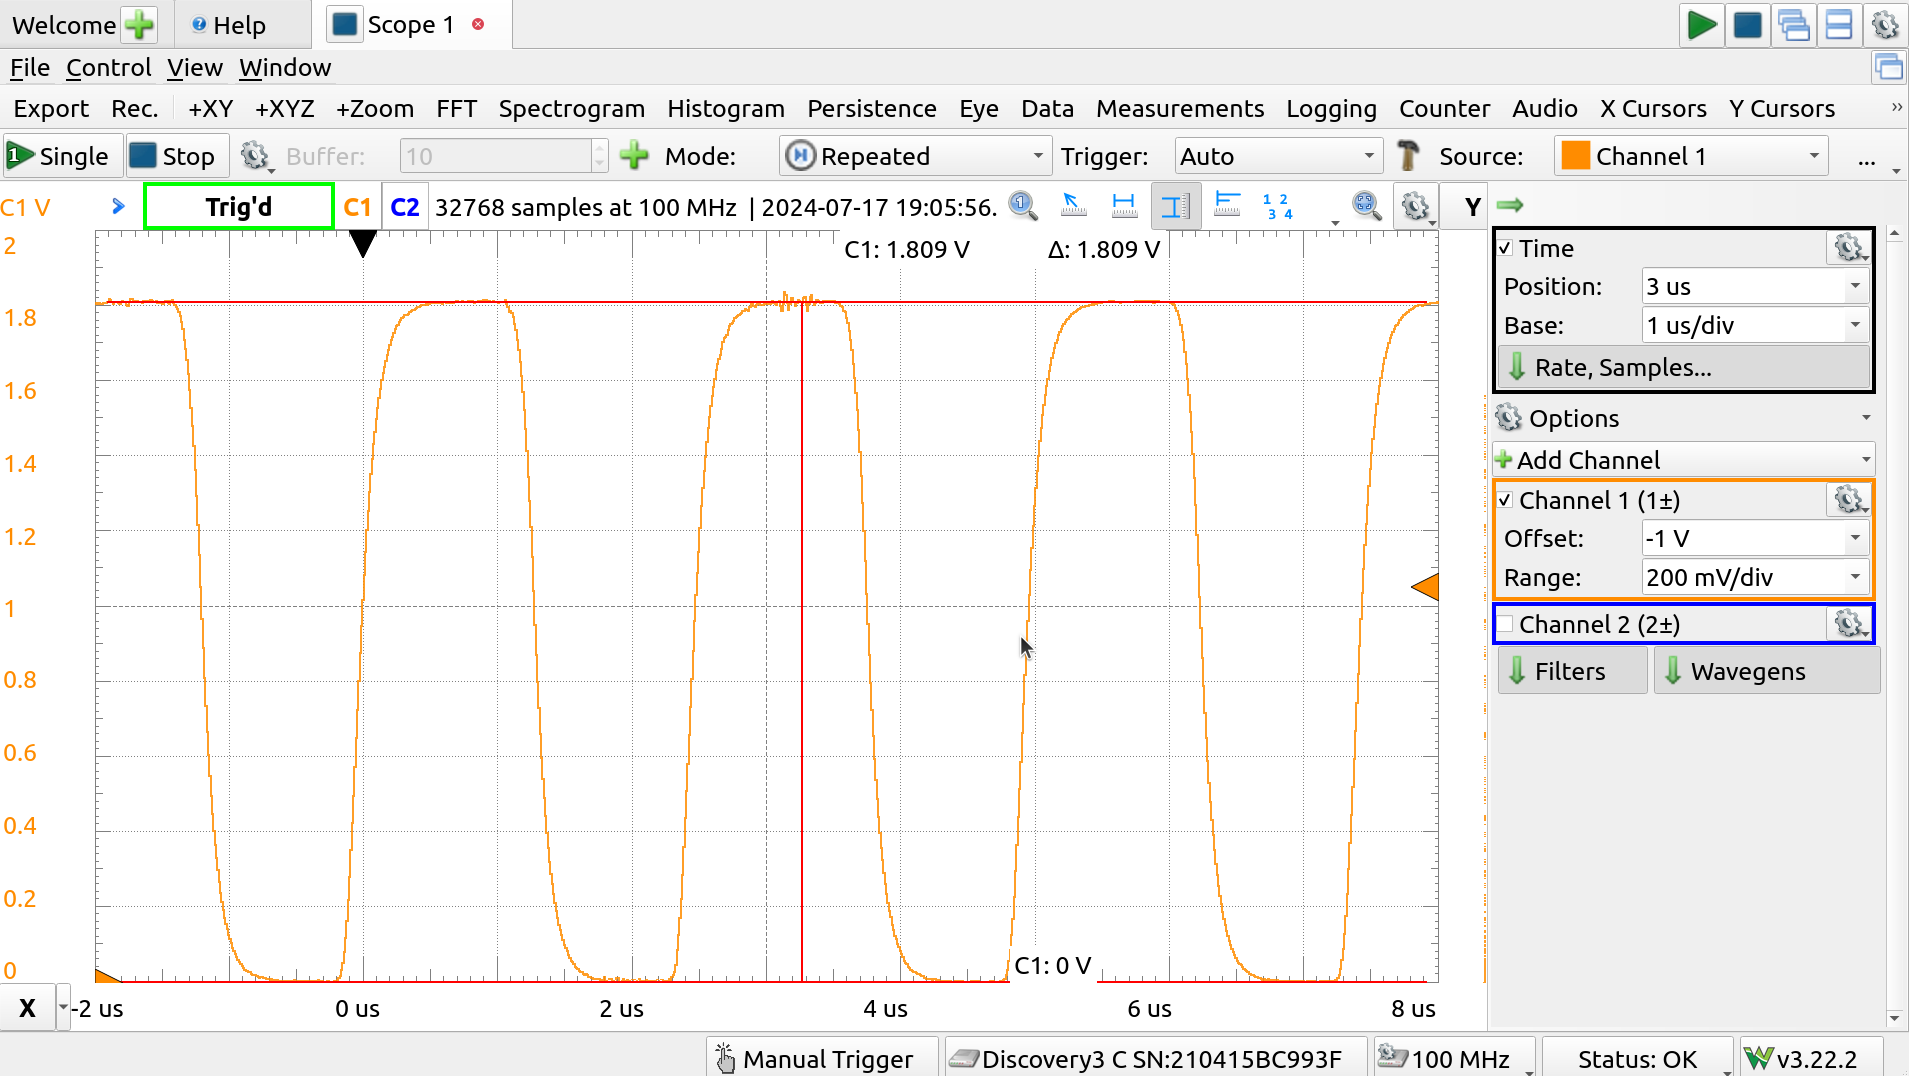 Welcome Help Scope 1
File Control View Window
Export Rec. +XY +XYZ +Zoom FFT Spectrogram Histogram Persistence Eye Data Measurements Logging Counter Audio X Cursors Y Cursors »
1 Single Stop Buffer: 10 Mode: Repeated Trigger: Auto Source: Channel 1 ...
C1 V Trig'd C1 C2 32768 samples at 100 MHz | 2024-07-17 19:05:56. 1 1 2 3 4 Y
C1: 1.809 V Δ: 1.809 V
2
1.8
1.6
1.4
1.2
1
0.8
0.6
0.4
0.2
0
C1: 0 V
X -2 us 0 us 2 us 4 us 6 us 8 us
Time
Position: 3 us
Base: 1 us/div
Rate, Samples...
Options
Add Channel
Channel 1 (1±)
Offset: -1 V
Range: 200 mV/div
Channel 2 (2±)
Filters Wavegens
Manual Trigger Discovery3 C SN:210415BC993F 100 MHz Status: OK v3.22.2